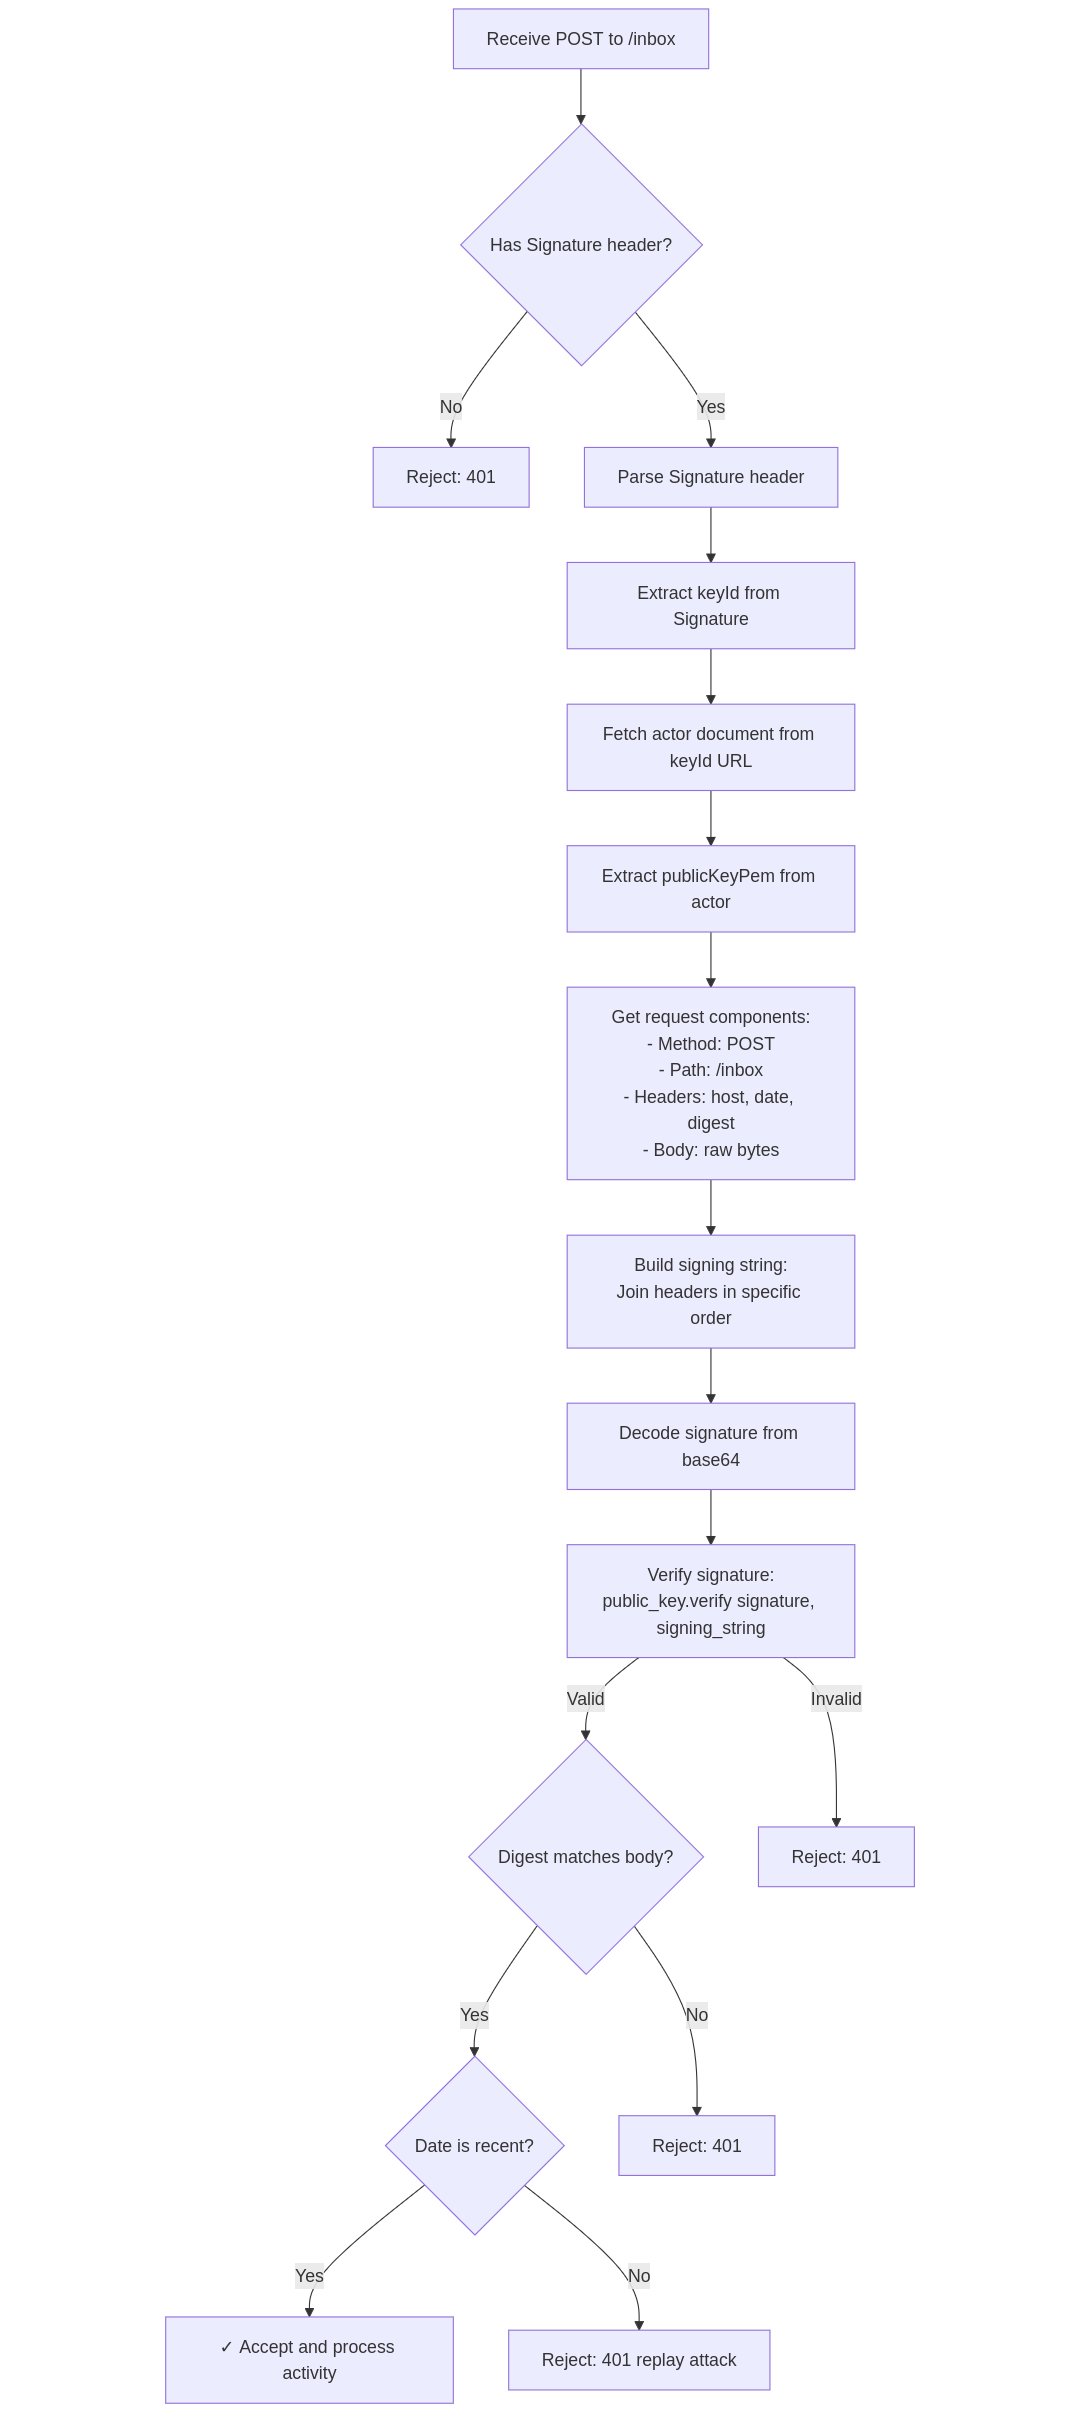 Receive POST to /inbox
Has Signature header?
No
Yes
Reject: 401
Parse Signature header
Extract keyId from
Signature
Fetch actor document from
keyId URL
Extract publicKeyPem from
actor
Get request components:
- Method: POST
- Path: /inbox
- Headers: host, date,
digest
- Body: raw bytes
Build signing string:
Join headers in specific
order
Decode signature from
base64
Verify signature:
public_key.verify signature,
signing_string
Valid
Invalid
Digest matches body?
Reject: 401
Yes
No
Date is recent?
Reject: 401
Yes
No
✓ Accept and process
activity
Reject: 401 replay attack